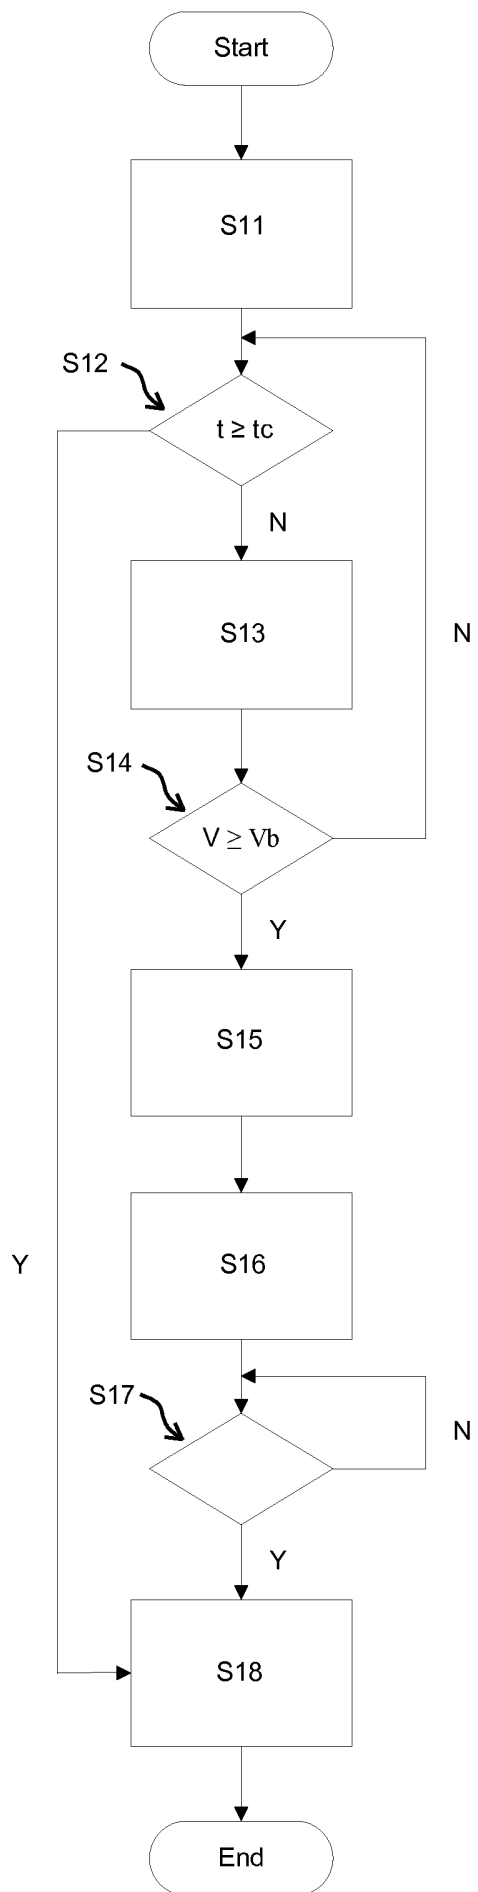 Start
S11
S12
t ≥ tc
N
S13
N
S14
V ≥ Vb
Y
S15
Y
S16
S17
N
Y
S18
End